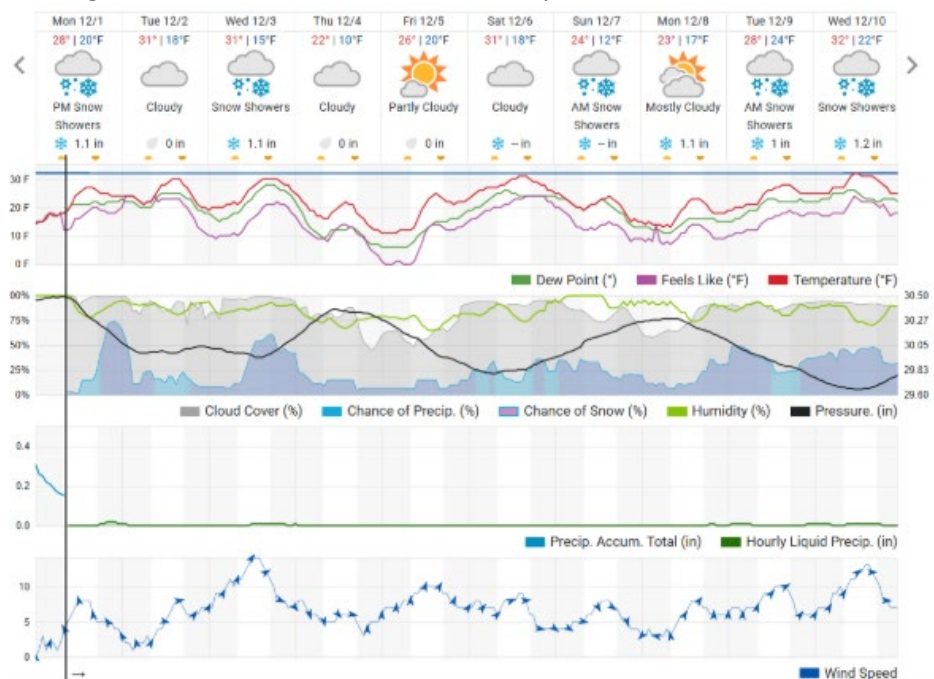 Mon 12/1 Tue 12/2 Wed 12/3 Thu 12/4 Fri 12/5 Sat 12/6 Sun 12/7 Mon 12/8 Tue 12/9 Wed 12/10
28° | 20°F 31° | 18°F 31° | 15°F 22° | 10°F 26° | 20°F 31° | 18°F 24° | 12°F 23° | 17°F 28° | 24°F 32° | 22°F
PM Snow Showers Cloudy Snow Showers Cloudy Partly Cloudy Cloudy AM Snow Showers Mostly Cloudy AM Snow Showers Snow Showers
1.1 in 0 in 1.1 in 0 in 0 in – in – in 1.1 in 1 in 1.2 in
30 F
20 F
10 F
0 F
Dew Point (°) Feels Like (°F) Temperature (°F)
00% 30.50
75% 30.27
50% 30.05
25% 29.83
0% 29.60
Cloud Cover (%) Chance of Precip. (%) Chance of Snow (%) Humidity (%) Pressure. (in)
0.4
0.2
0.0
Precip. Accum. Total (in) Hourly Liquid Precip. (in)
10
5
0
Wind Speed